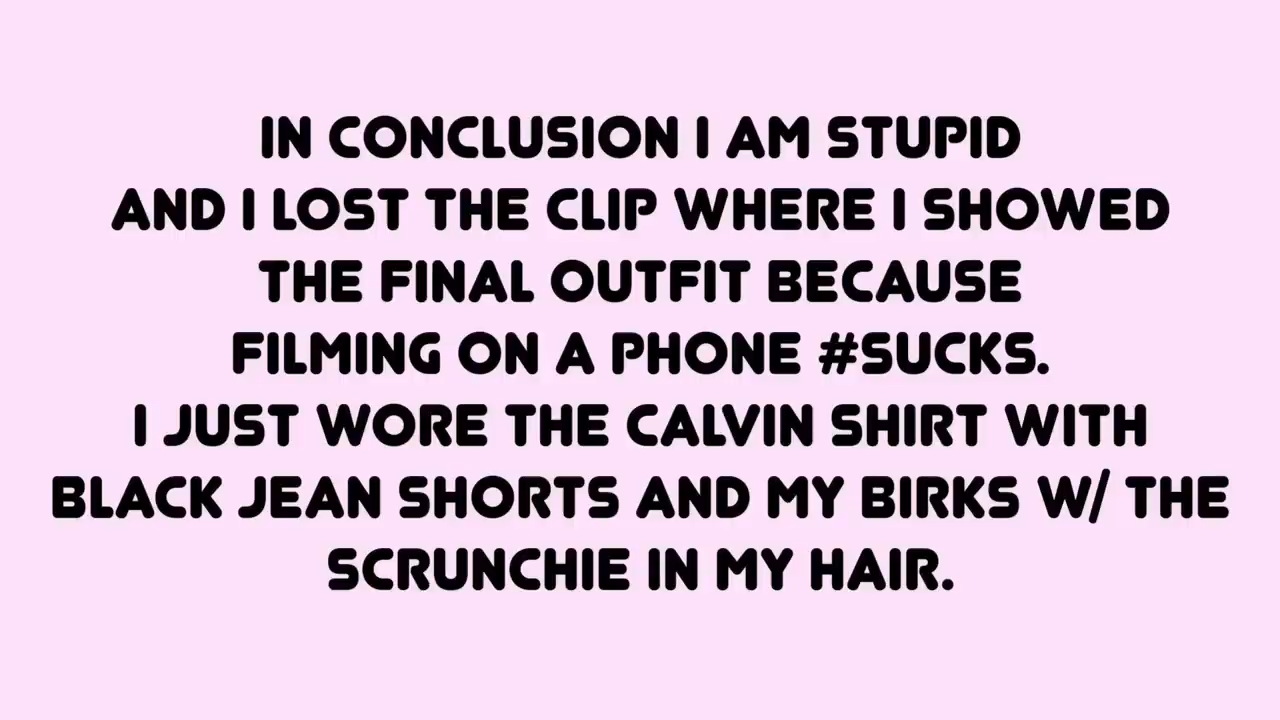 IN CONCLUSION I AM STUPID
AND I LOST THE CLIP WHERE I SHOWED
THE FINAL OUTFIT BECAUSE
FILMING ON A PHONE #SUCKS.
I JUST WORE THE CALVIN SHIRT WITH
BLACK JEAN SHORTS AND MY BIRKS W/ THE
SCRUNCHIE IN MY HAIR.